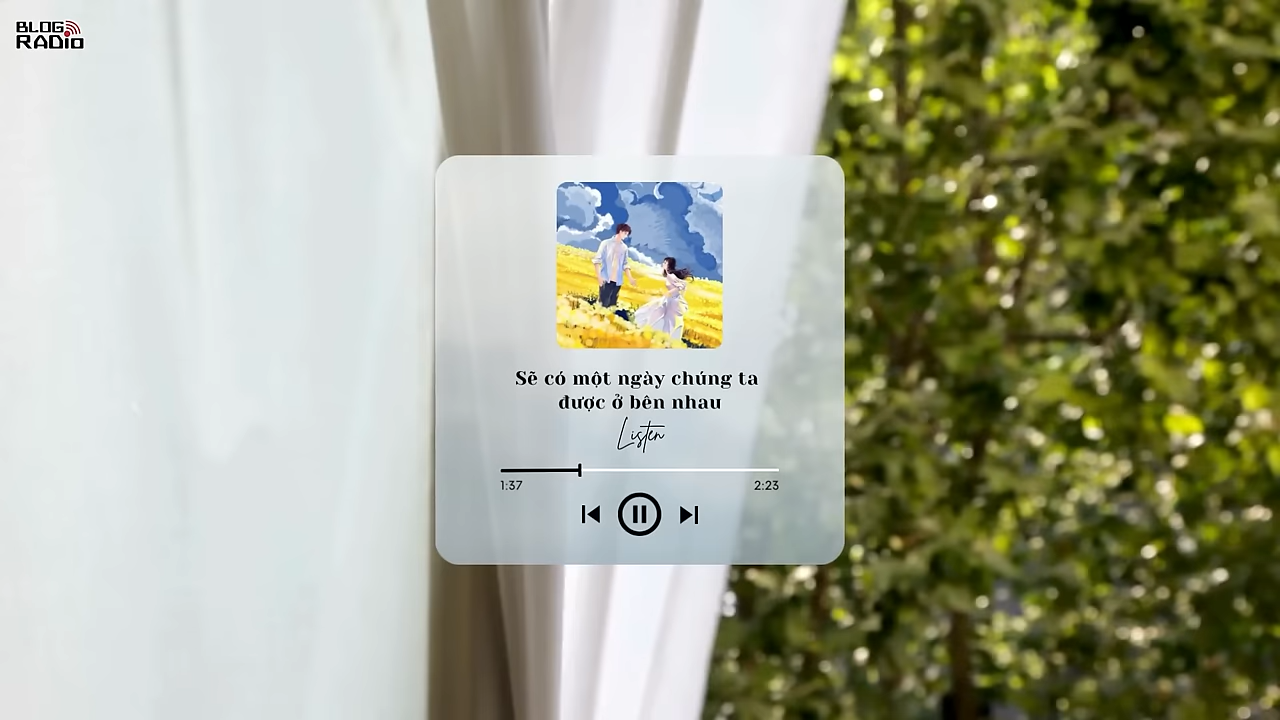 BLOG
RADIO
Sẽ có một ngày chúng ta
được ở bên nhau
Listen
1:37 2:23